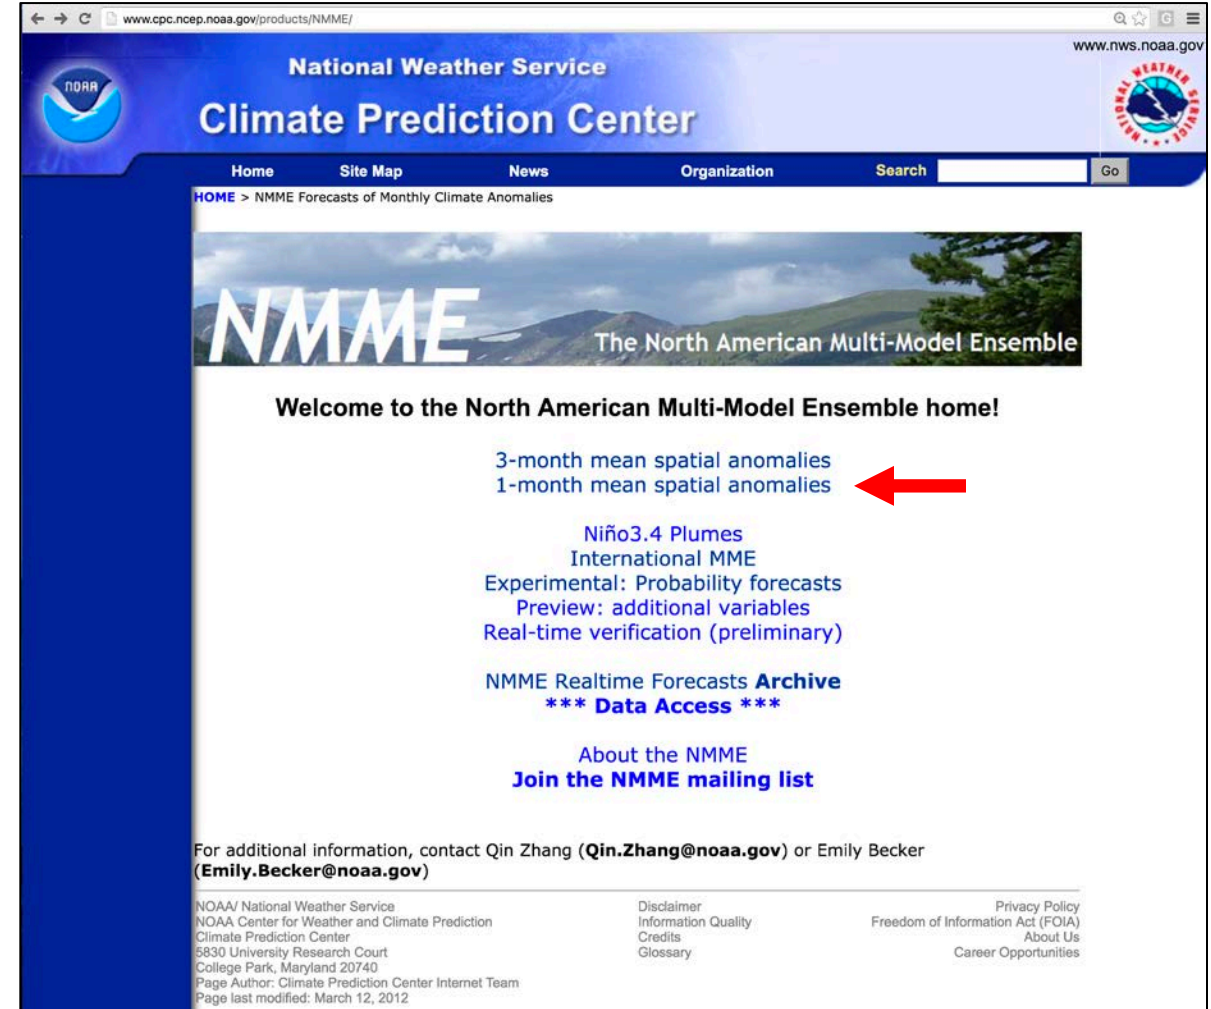 www.cpc.ncep.noaa.gov/products/NMME/
www.nws.noaa.gov
NOAA
National Weather Service
Climate Prediction Center
NATIONAL WEATHER SERVICE
Home Site Map News Organization Search Go
HOME > NMME Forecasts of Monthly Climate Anomalies
NMME
The North American Multi-Model Ensemble
Welcome to the North American Multi-Model Ensemble home!
3-month mean spatial anomalies
1-month mean spatial anomalies
Niño3.4 Plumes
International MME
Experimental: Probability forecasts
Preview: additional variables
Real-time verification (preliminary)
NMME Realtime Forecasts Archive
*** Data Access ***
About the NMME
Join the NMME mailing list
For additional information, contact Qin Zhang (Qin.Zhang@noaa.gov) or Emily Becker
(Emily.Becker@noaa.gov)
NOAA/ National Weather Service Disclaimer Privacy Policy
NOAA Center for Weather and Climate Prediction Information Quality Freedom of Information Act (FOIA)
Climate Prediction Center Credits About Us
5830 University Research Court Glossary Career Opportunities
College Park, Maryland 20740
Page Author: Climate Prediction Center Internet Team
Page last modified: March 12, 2012